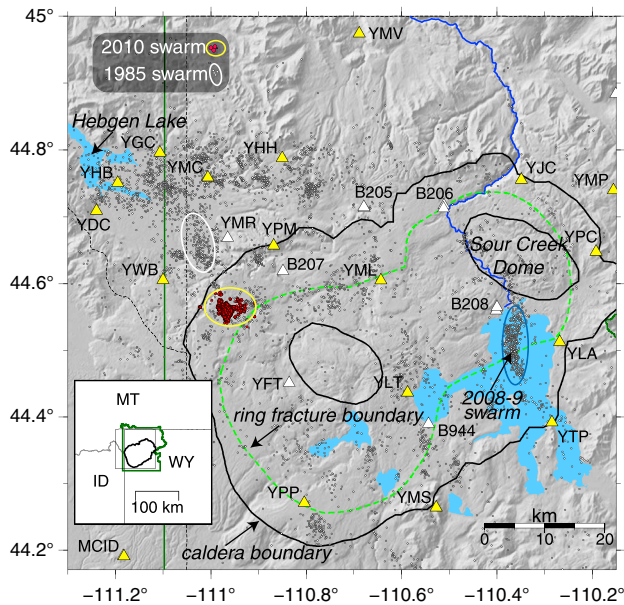 45°
44.8°
44.6°
44.4°
44.2°
2010 swarm
1985 swarm
YMV
Hebgen Lake
YGC
YHH
YMC
YHB
YDC
B205
B206
YJC
YMP
YMR
YPM
Sour Creek
Dome
YPC
YWB
B207
YML
B208
YLA
YFT
YLT
2008-9
swarm
ring fracture boundary
B944
YTP
MT
WY
ID
100 km
YPP
YMS
km
0
10
20
MCID
caldera boundary
−111.2°
−111°
−110.8°
−110.6°
−110.4°
−110.2°